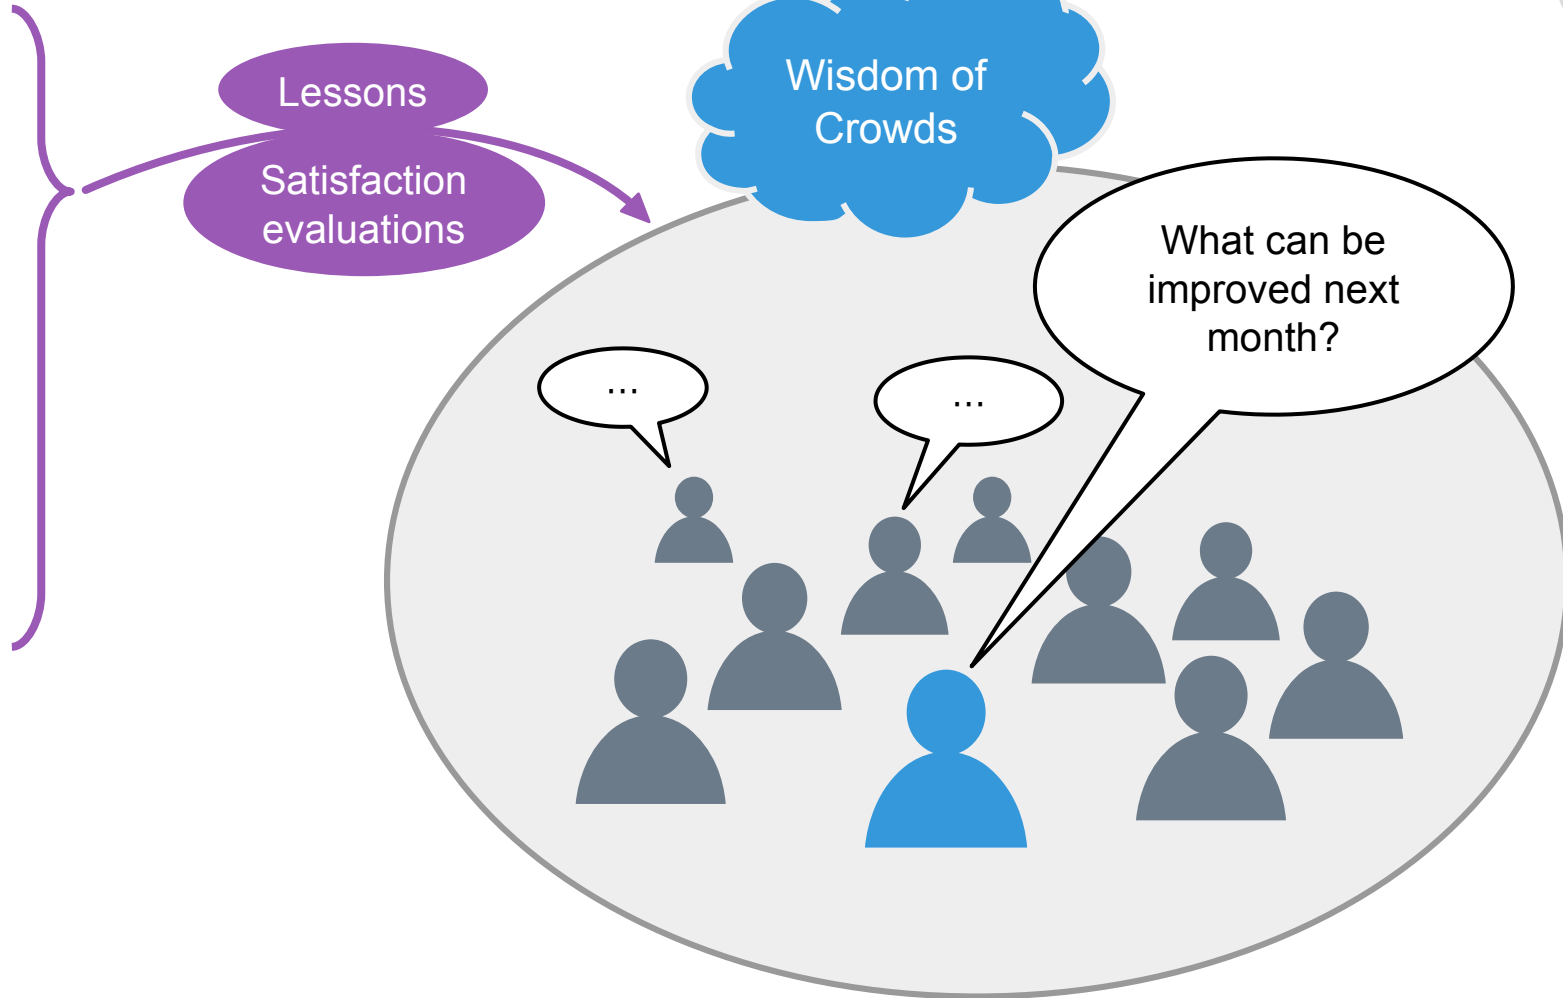 Lessons
Satisfaction
evaluations
Wisdom of
Crowds
What can be
improved next
month?
...
...